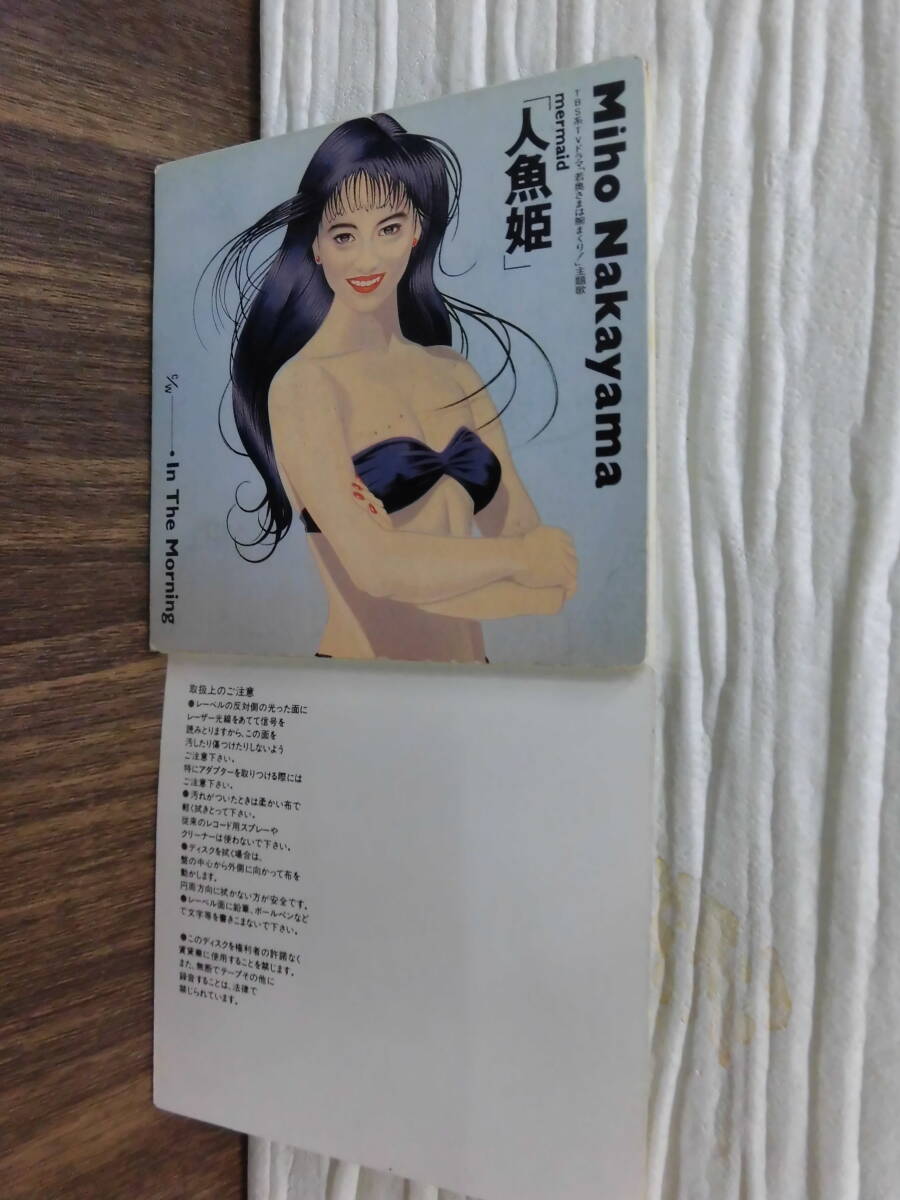 Miho Nakayama
TBS系TVドラマ、「若奥さまは腕まくり!」主題歌
mermaid
「人魚姫」
c/w ——• In The Morning
取扱上のご注意
●レーベルの反対側の光った面に
レーザー光線をあてて信号を
読みとりますから、この面を
汚したり傷つけたりしないよう
ご注意下さい。
特にアダプターを取りつける際には
ご注意下さい。
●汚れがついたときは柔かい布で
軽く拭きとって下さい。
従来のレコード用スプレーや
クリーナーは使わないで下さい。
●ディスクを拭く場合は、
盤の中心から外側に向かって布を
動かします。
円周方向に拭かない方が安全です。
●レーベル面に鉛筆、ボールペンなど
で文字等を書きこまないで下さい。
●このディスクを権利者の許諾なく
賃貸業に使用することを禁じます。
また、無断でテープその他に
録音することは、法律で
禁じられています。